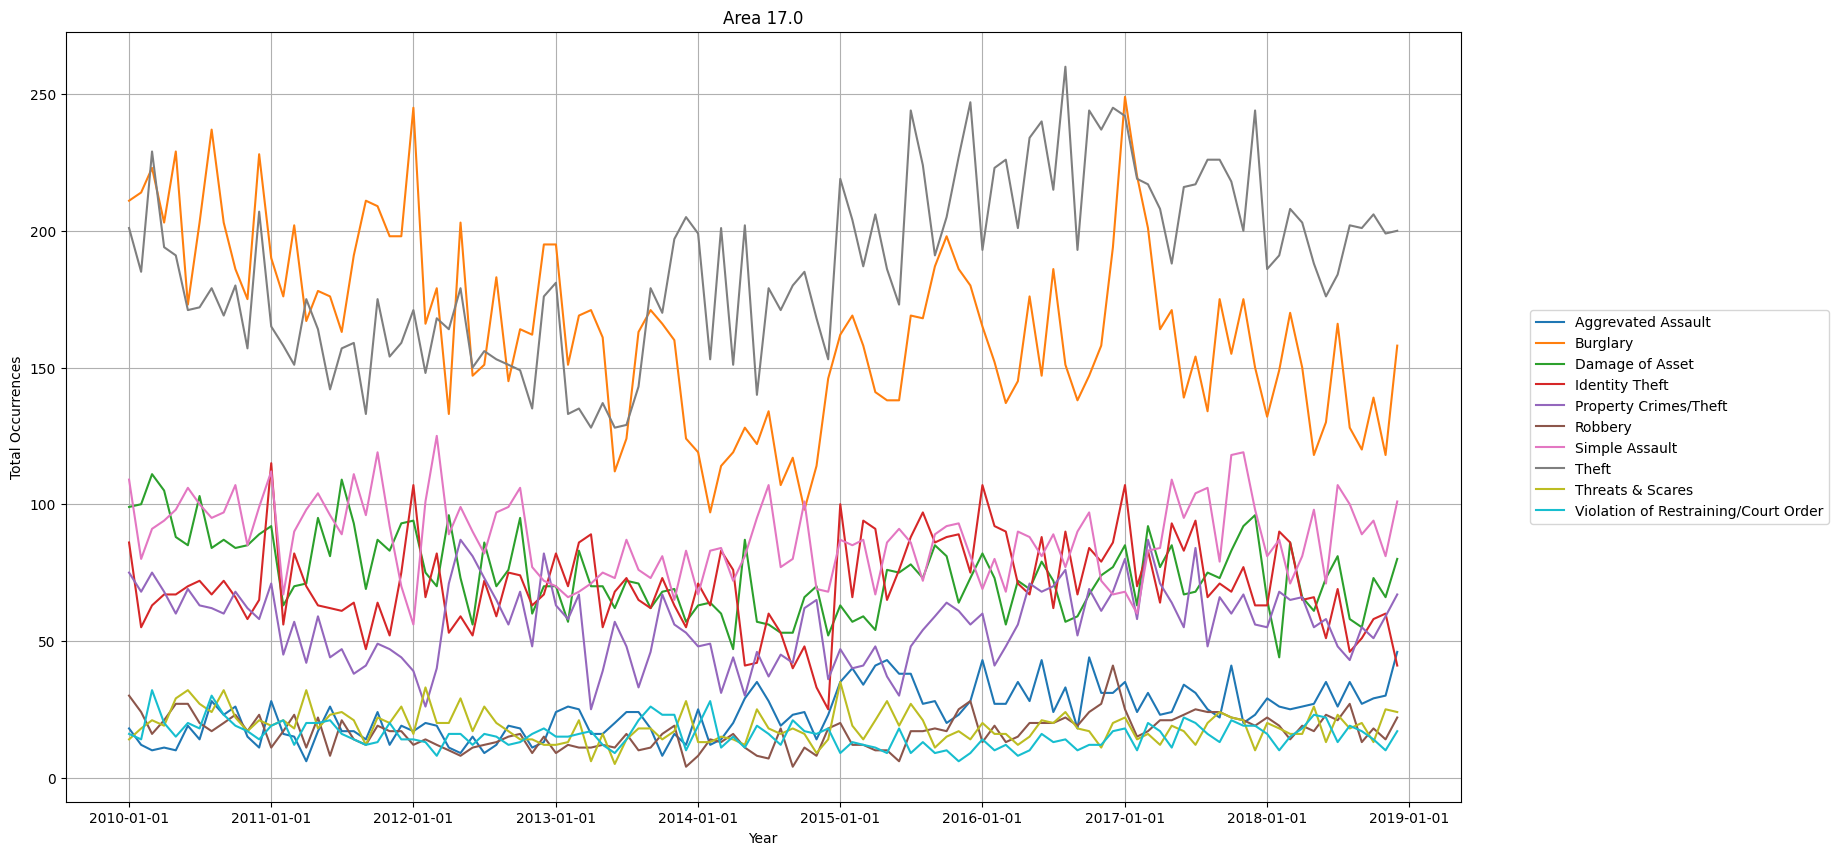 Area 17.0
Total Occurrences
250
200
150
100
50
0
2010-01-01 2011-01-01 2012-01-01 2013-01-01 2014-01-01 2015-01-01 2016-01-01 2017-01-01 2018-01-01 2019-01-01
Year
Aggrevated Assault
Burglary
Damage of Asset
Identity Theft
Property Crimes/Theft
Robbery
Simple Assault
Theft
Threats & Scares
Violation of Restraining/Court Order